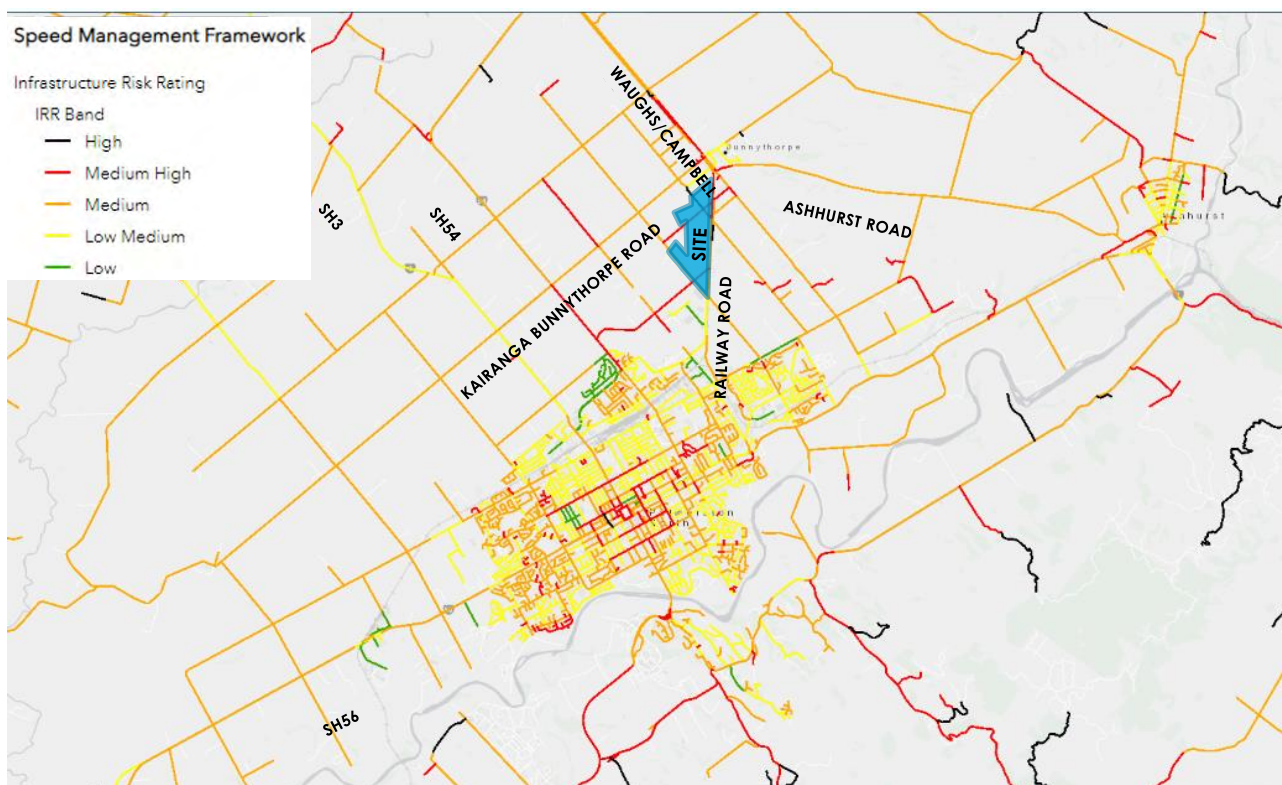 Speed Management Framework
Infrastructure Risk Rating
IRR Band
High
Medium High
Medium
Low Medium
Low
WAUGHS/CAMPBELL
Bunnythorpe
SH3
SH54
KAIRANGA BUNNYTHORPE ROAD
SITE
ASHHURST ROAD
RAILWAY ROAD
SH56